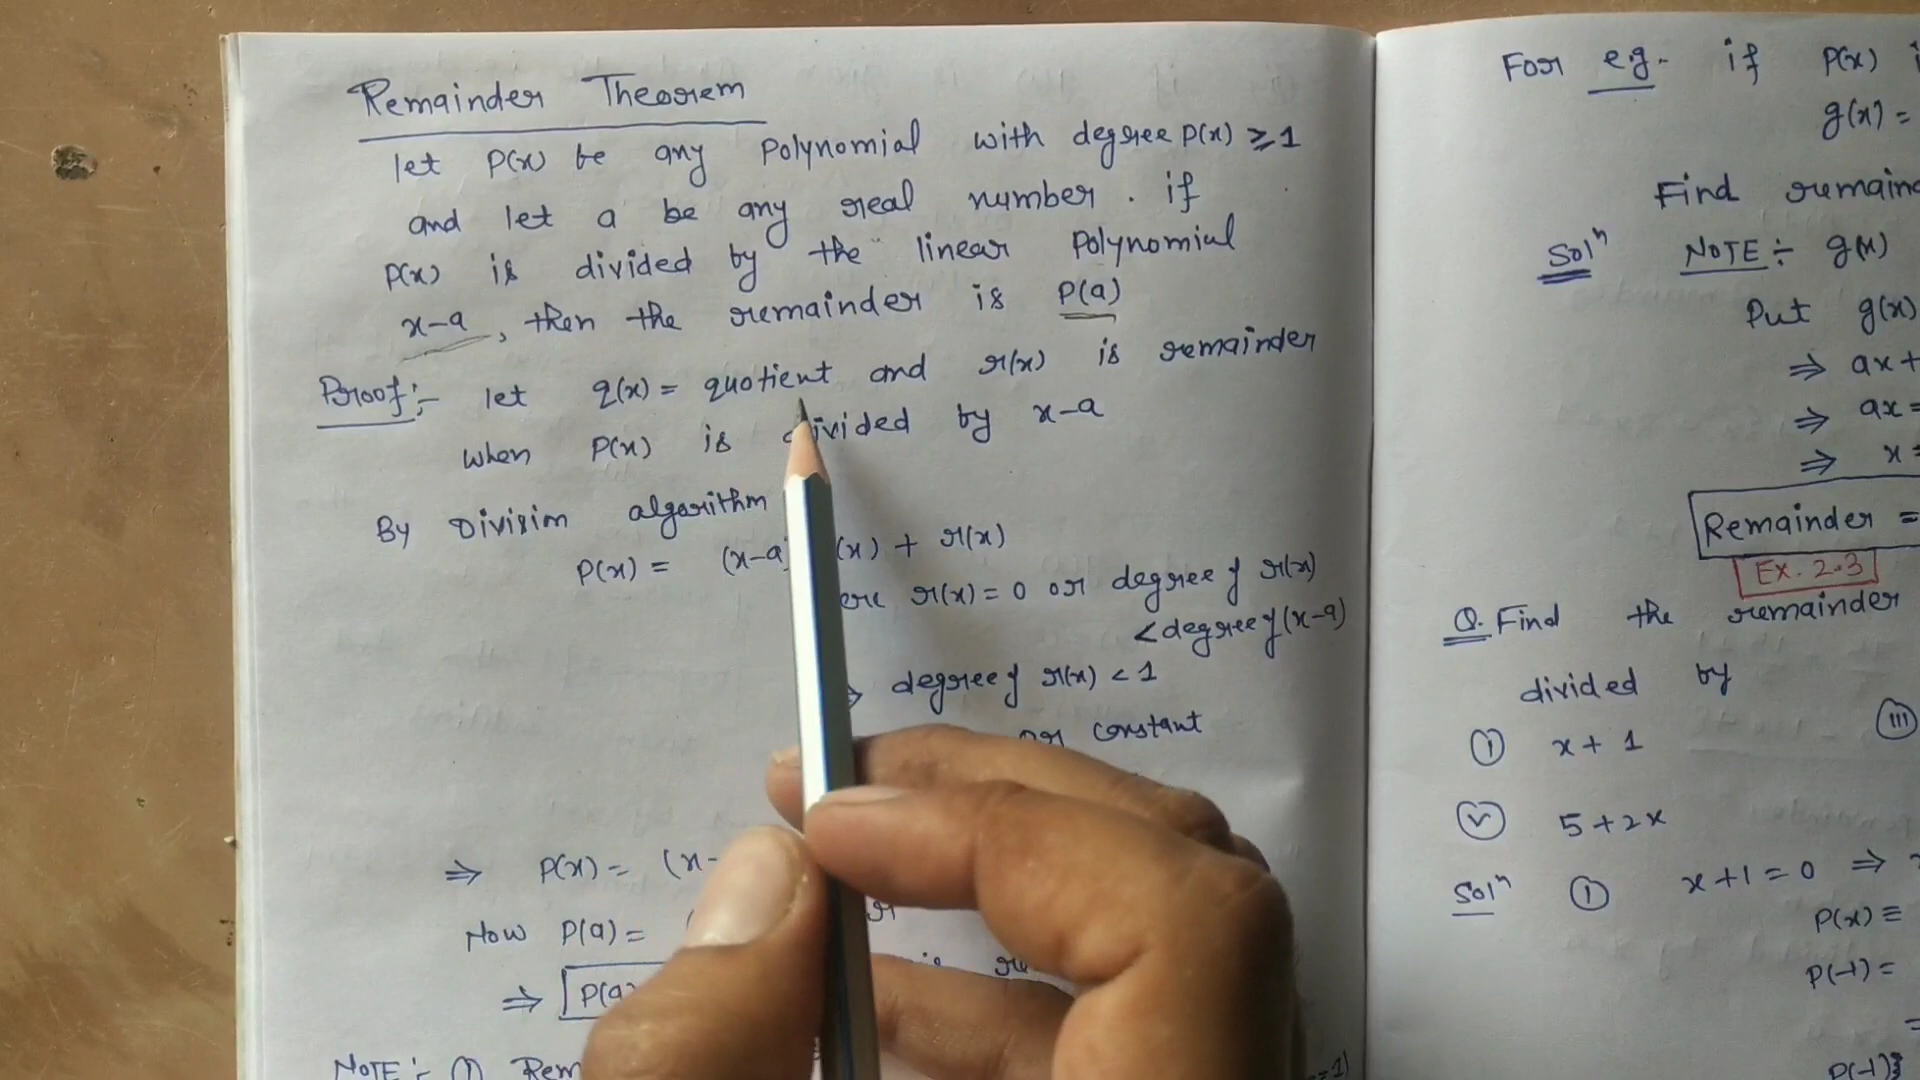 Remainder Theorem
let P(x) be any Polynomial with degree P(x) ⩾ 1
and let a be any real number. if
P(x) is divided by the linear Polynomial
x-a, then the remainder is P(a)
Proof:- let q(x) = quotient and r(x) is remainder
when P(x) is divided by x-a
By Division algorithm
P(x) = (x-a) (x) + r(x)
r(x) = 0 or degree of r(x)
< degree of (x-a)
degree of r(x) < 1
or constant
⇒ P(x) = (x-
Now P(a) =
⇒ P(a)
NOTE:- (1)
For eg. if P(x)
g(x) =
Find
Solⁿ NOTE÷ g(x)
Put g(x)
⇒ ax+
⇒ ax=
⇒ x=
Remainder =
Ex. 2.3
Q. Find the remainder
divided by
(i) x+1 (iii)
(v) 5+2x
Solⁿ (i) x+1=0 ⇒
P(x) ≡
P(-1) =
=
P(-1)